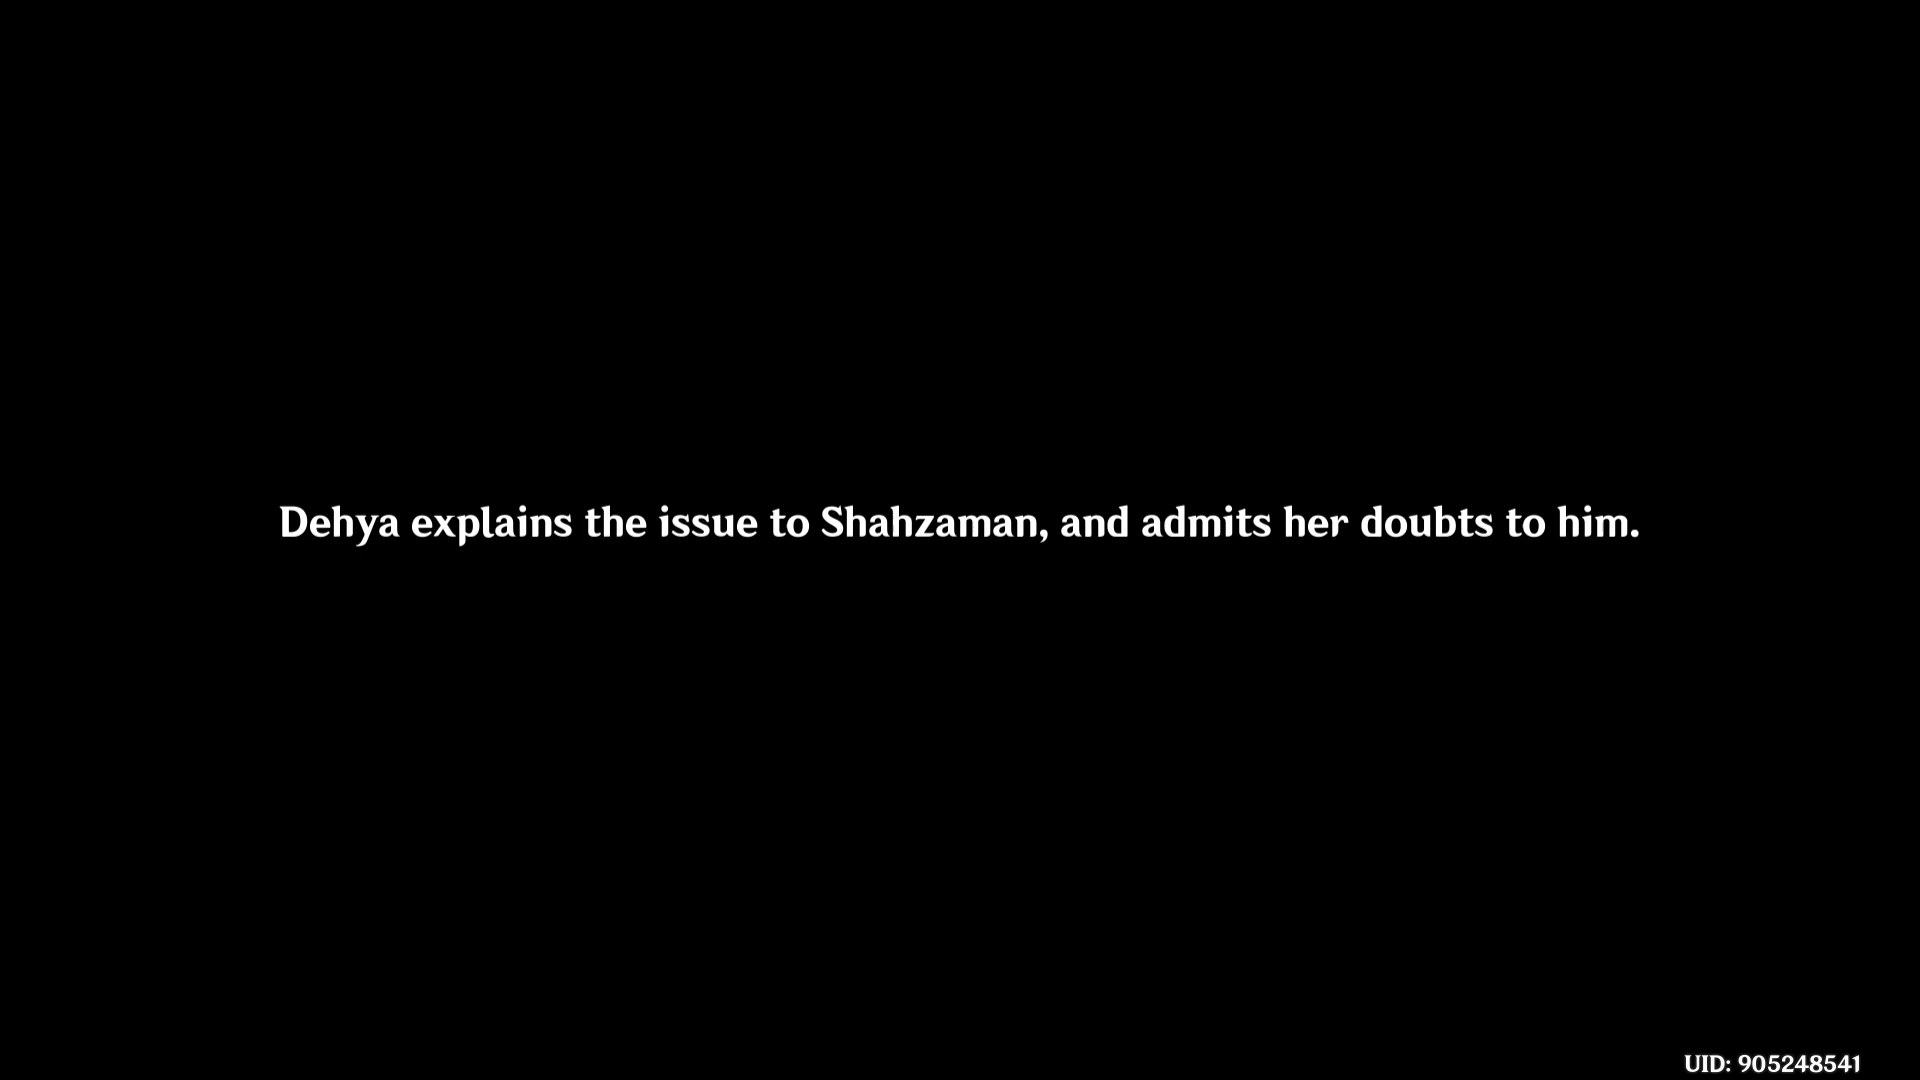 Dehya explains the issue to Shahzaman, and admits her doubts to him.
UID: 905248541